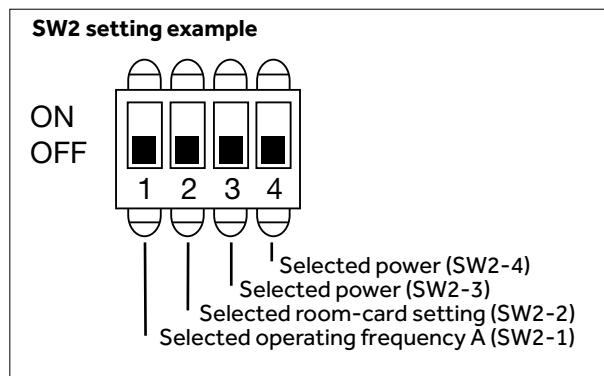 SW2 setting example
ON
OFF
1 2 3 4
Selected power (SW2-4)
Selected power (SW2-3)
Selected room-card setting (SW2-2)
Selected operating frequency A (SW2-1)